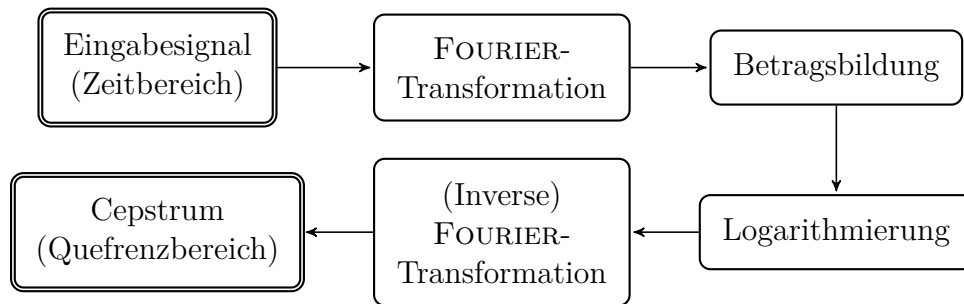 Eingabesignal
(Zeitbereich)
FOURIER-
Transformation
Betragsbildung
Cepstrum
(Quefrenzbereich)
(Inverse)
FOURIER-
Transformation
Logarithmierung